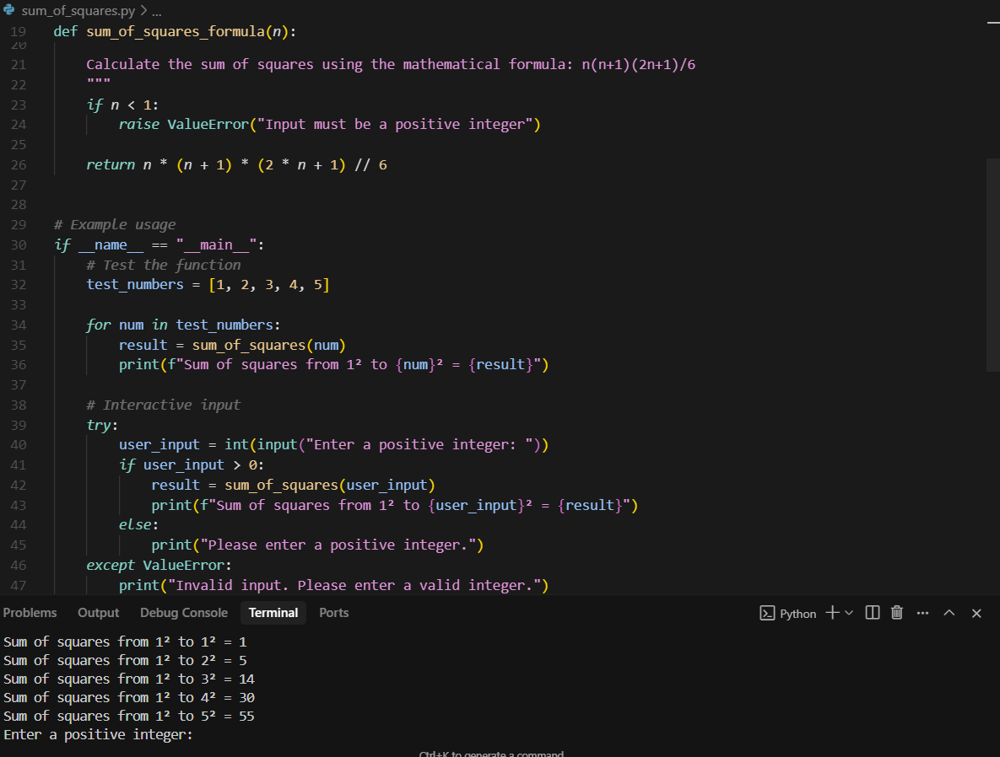 sum_of_squares.py > ...
19 def sum_of_squares_formula(n):
20
21 Calculate the sum of squares using the mathematical formula: n(n+1)(2n+1)/6
22 """
23 if n < 1:
24 raise ValueError("Input must be a positive integer")
25
26 return n * (n + 1) * (2 * n + 1) // 6
27
28
29 # Example usage
30 if __name__ == "__main__":
31 # Test the function
32 test_numbers = [1, 2, 3, 4, 5]
33
34 for num in test_numbers:
35 result = sum_of_squares(num)
36 print(f"Sum of squares from 1² to {num}² = {result}")
37
38 # Interactive input
39 try:
40 user_input = int(input("Enter a positive integer: "))
41 if user_input > 0:
42 result = sum_of_squares(user_input)
43 print(f"Sum of squares from 1² to {user_input}² = {result}")
44 else:
45 print("Please enter a positive integer.")
46 except ValueError:
47 print("Invalid input. Please enter a valid integer.")
Problems Output Debug Console Terminal Ports Python
Sum of squares from 1² to 1² = 1
Sum of squares from 1² to 2² = 5
Sum of squares from 1² to 3² = 14
Sum of squares from 1² to 4² = 30
Sum of squares from 1² to 5² = 55
Enter a positive integer:
Ctrl+K to generate a command